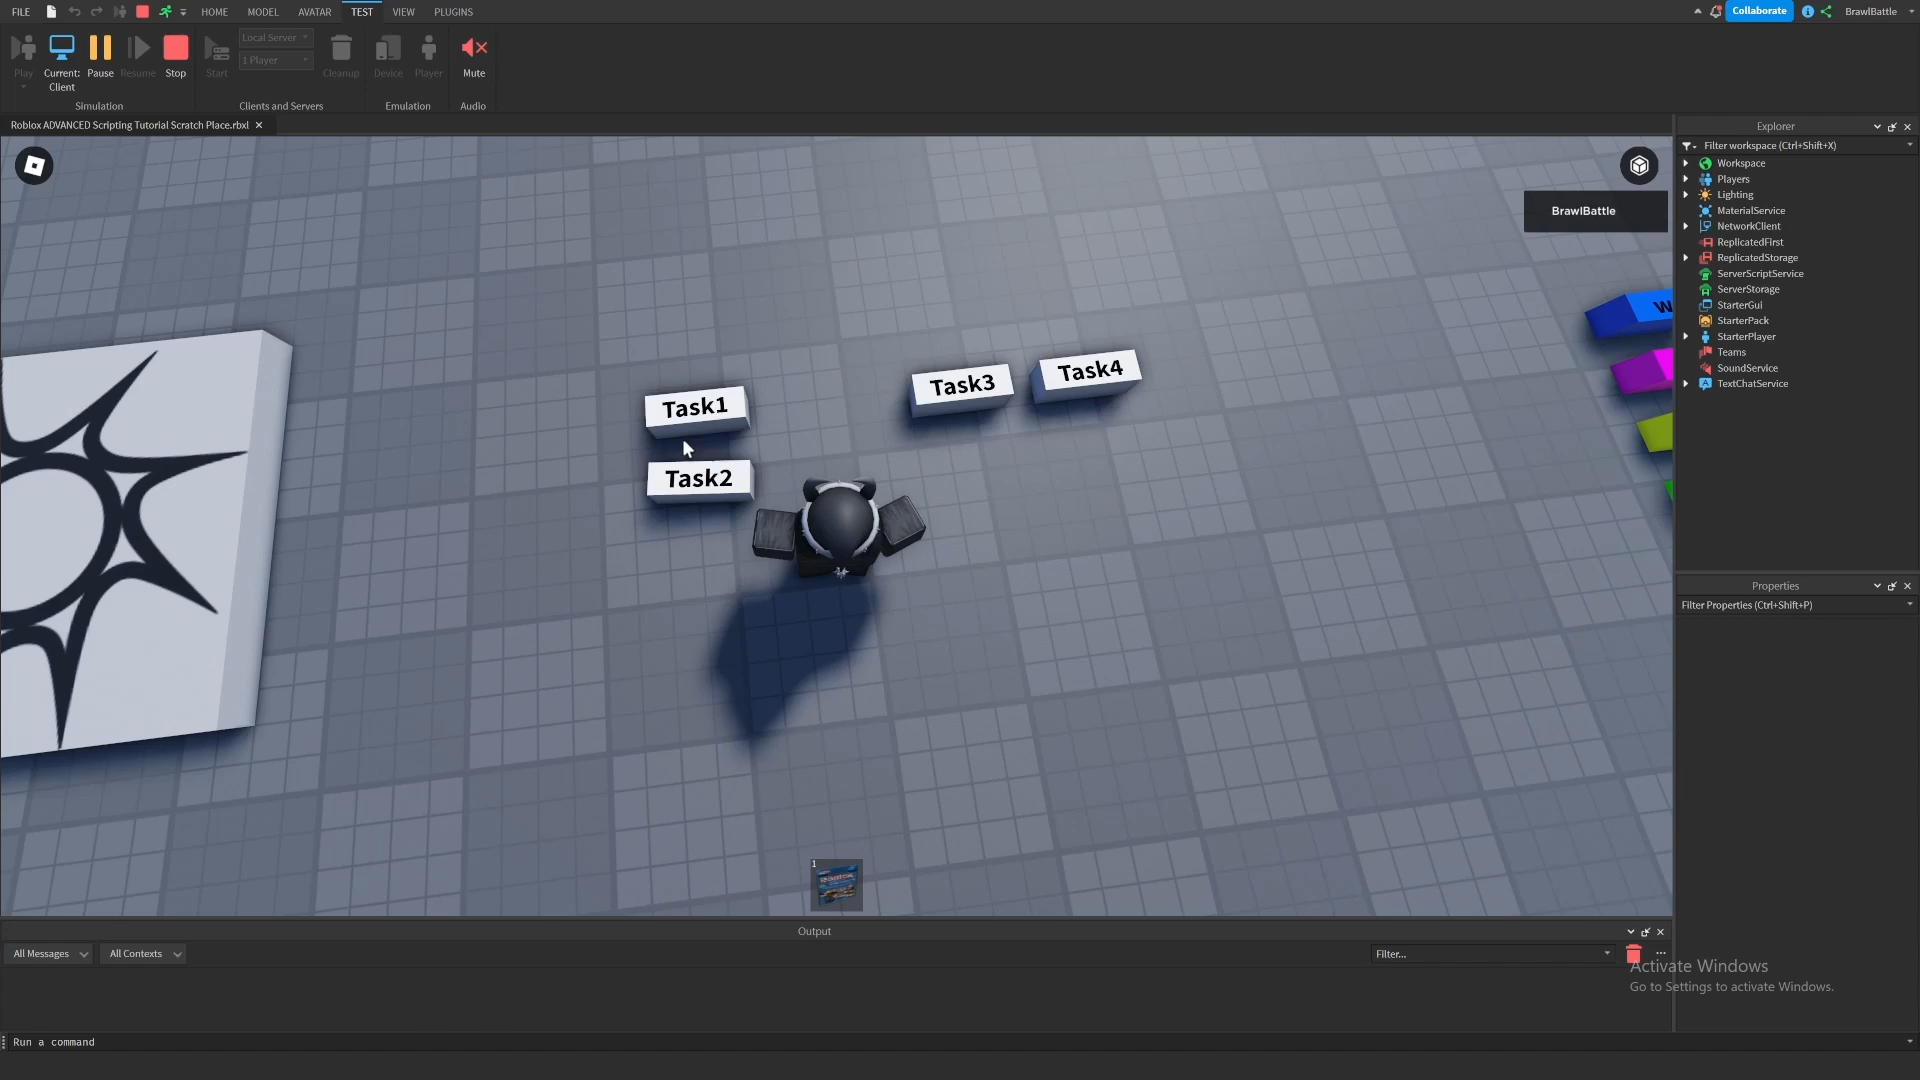 FILE HOME MODEL AVATAR TEST VIEW PLUGINS Collaborate BrawlBattle
Play
Current:
Client
Pause
Resume
Stop
Start
Local Server
1 Player
Cleanup
Device
Player
Mute
Simulation
Clients and Servers
Emulation
Audio
Roblox ADVANCED Scripting Tutorial Scratch Place.rbxl
BrawlBattle
Task1
Task2
Task3
Task4
1
Explorer
Filter workspace (Ctrl+Shift+X)
Workspace
Players
Lighting
MaterialService
NetworkClient
ReplicatedFirst
ReplicatedStorage
ServerScriptService
ServerStorage
StarterGui
StarterPack
StarterPlayer
Teams
SoundService
TextChatService
Properties
Filter Properties (Ctrl+Shift+P)
Output
All Messages All Contexts Filter...
Activate Windows
Go to Settings to activate Windows.
Run a command